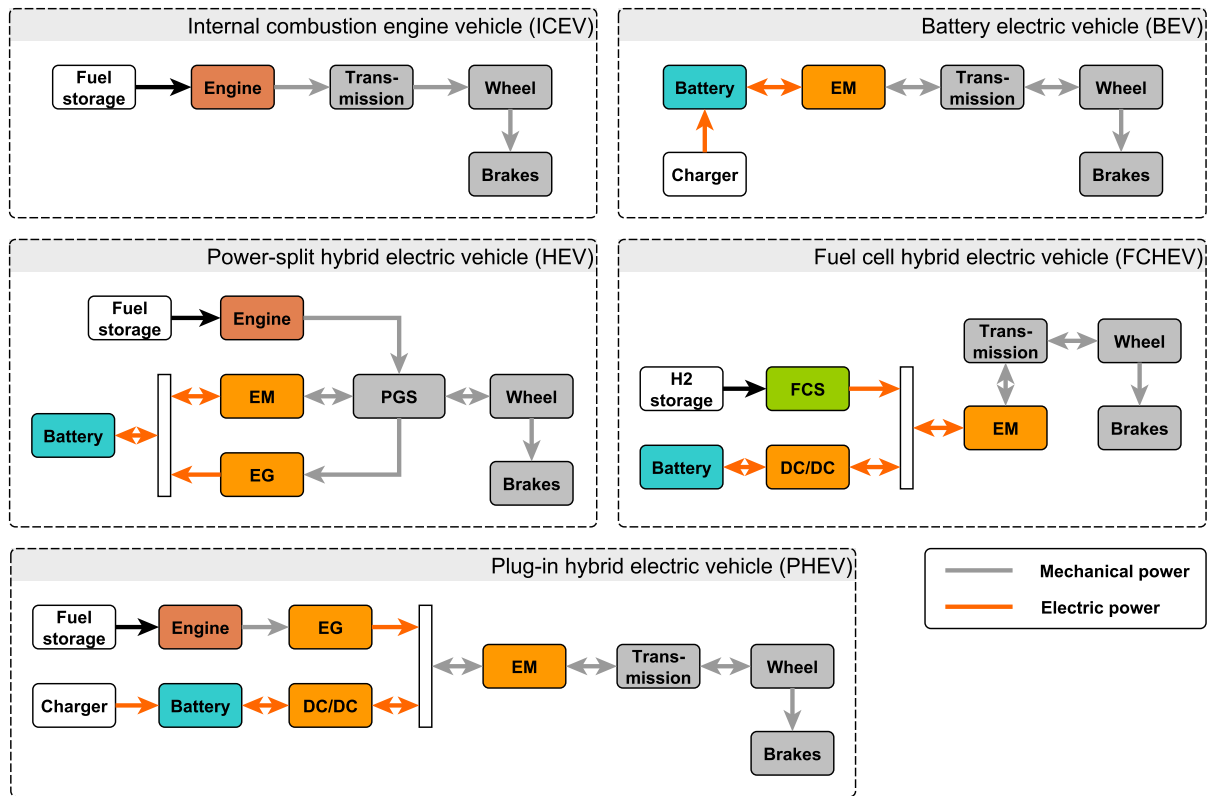 Internal combustion engine vehicle (ICEV)
Fuel
storage
Engine
Trans-
mission
Wheel
Brakes
Battery electric vehicle (BEV)
Battery
EM
Trans-
mission
Wheel
Charger
Brakes
Power-split hybrid electric vehicle (HEV)
Fuel
storage
Engine
EM
PGS
Wheel
Battery
EG
Brakes
Fuel cell hybrid electric vehicle (FCHEV)
Trans-
mission
Wheel
H2
storage
FCS
EM
Brakes
Battery
DC/DC
Plug-in hybrid electric vehicle (PHEV)
Fuel
storage
Engine
EG
EM
Trans-
mission
Wheel
Charger
Battery
DC/DC
Brakes
Mechanical power
Electric power